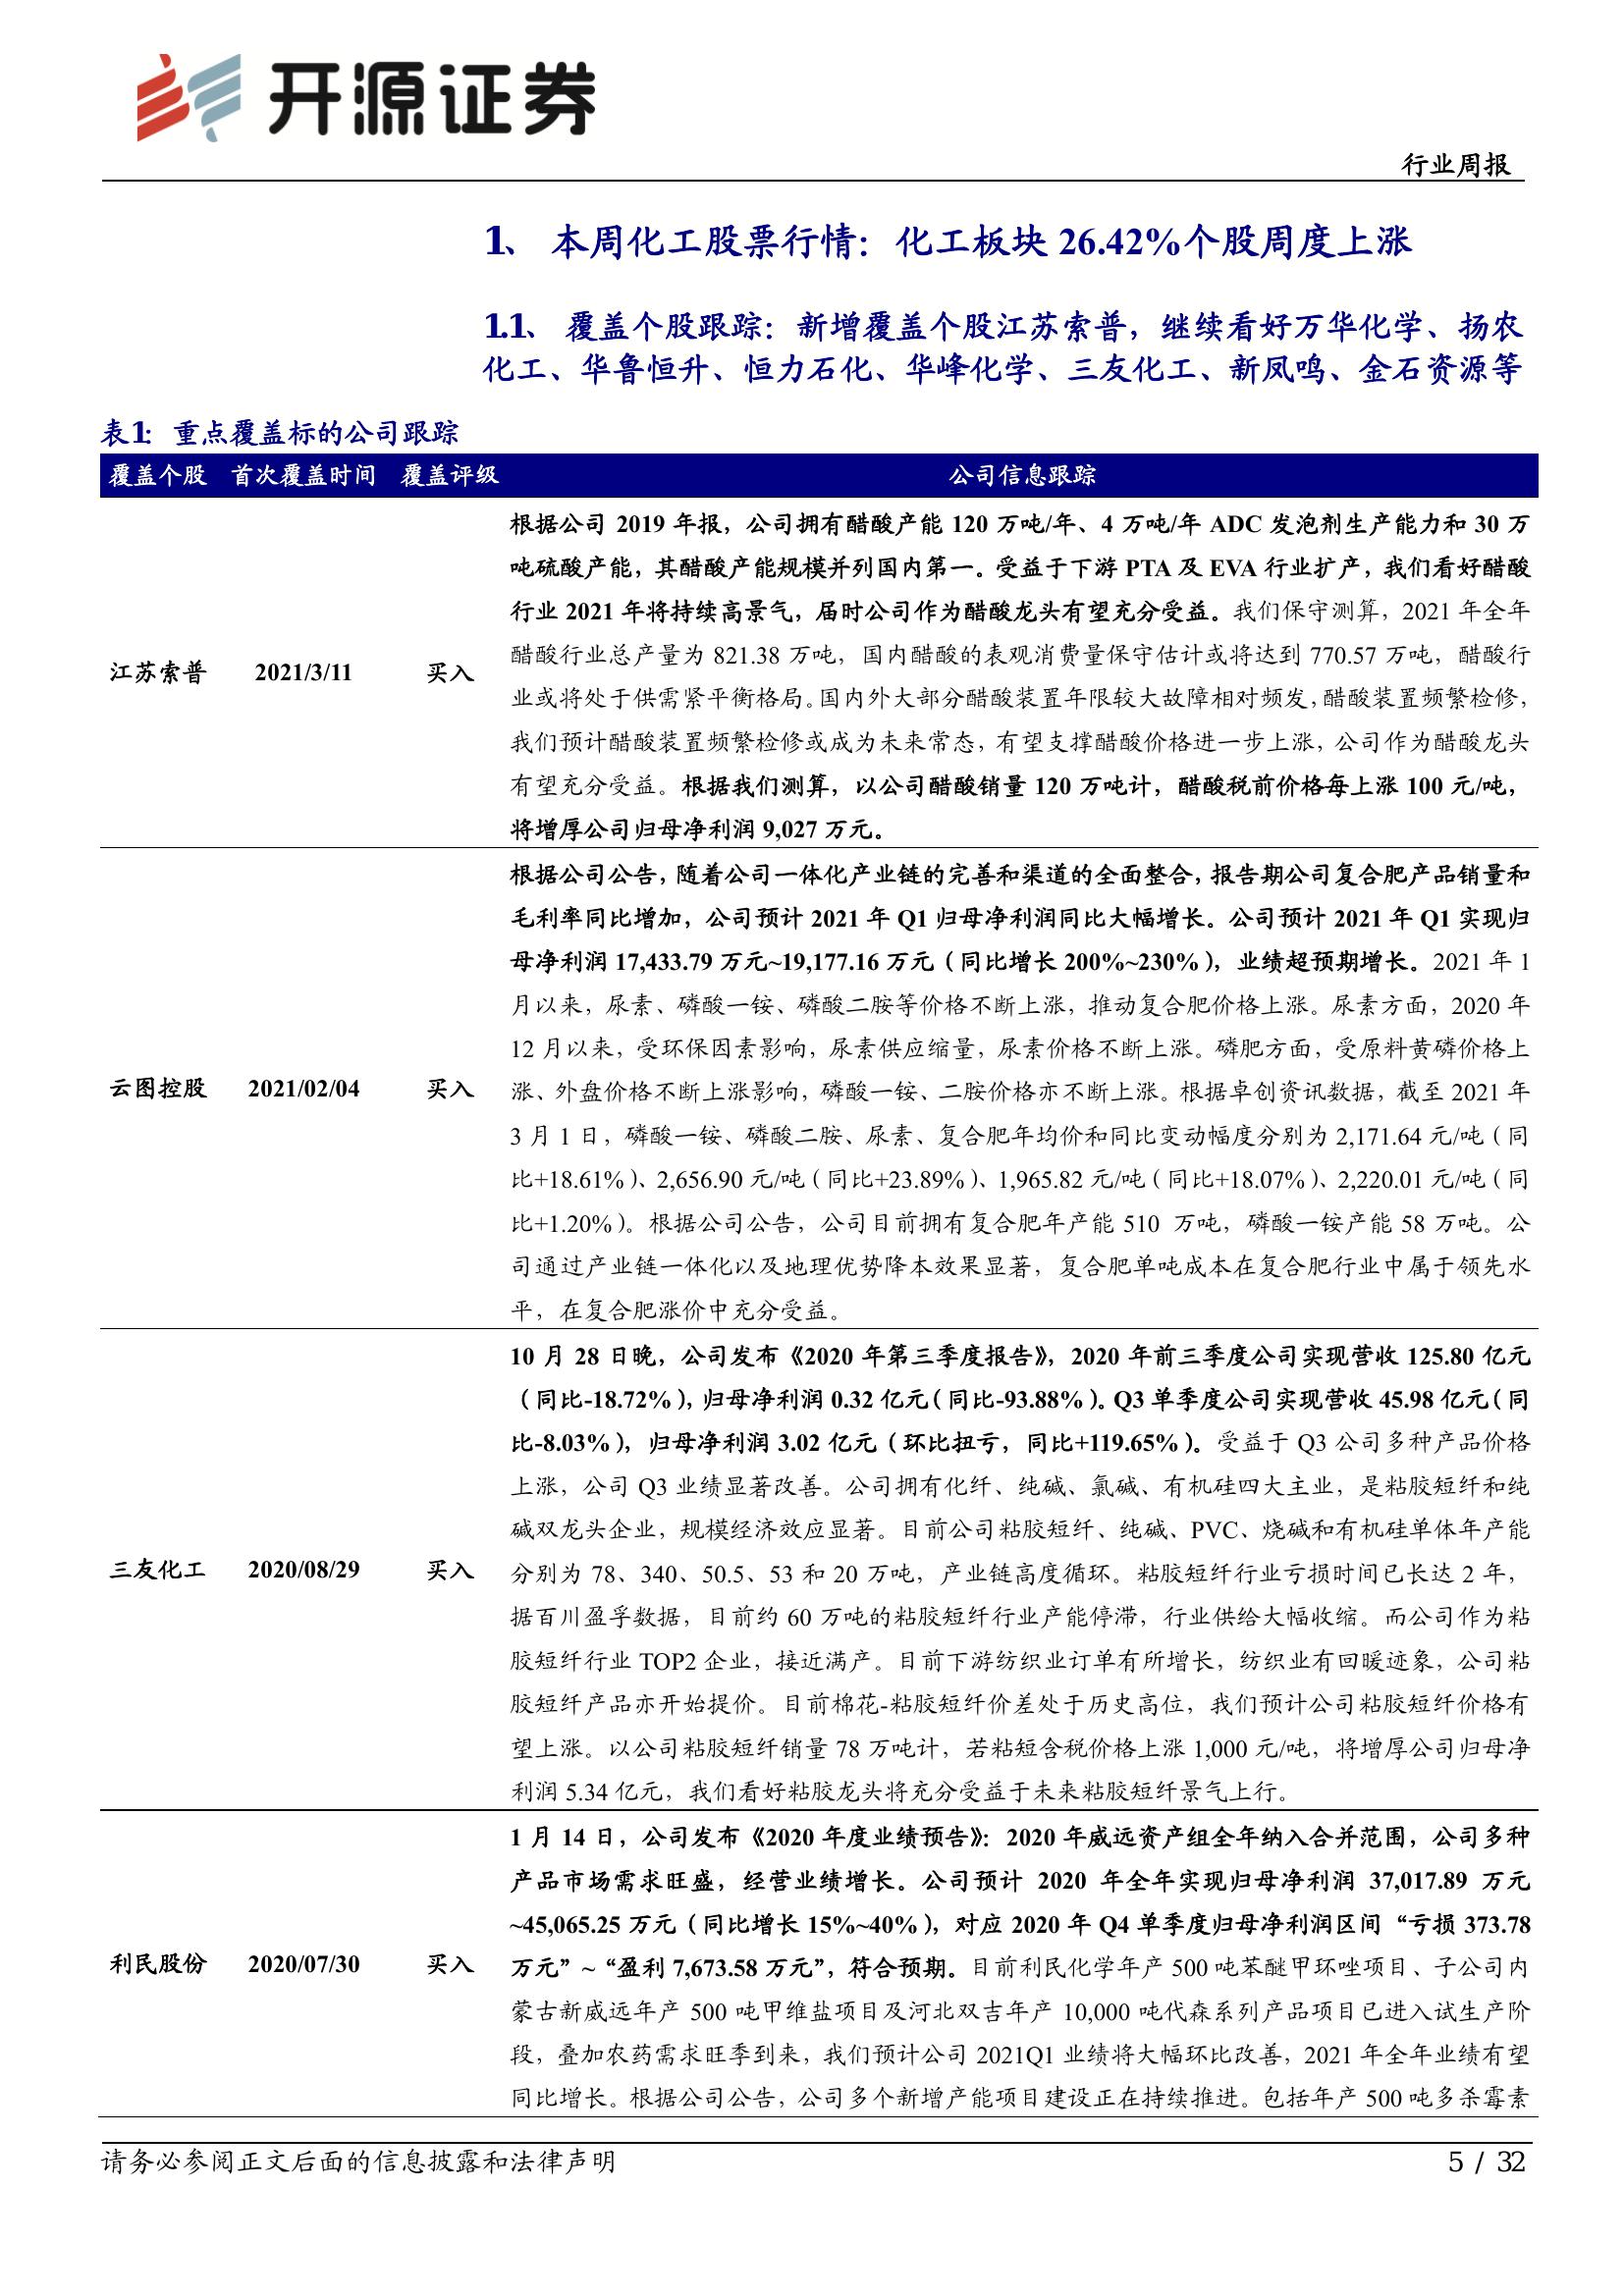 开源证券
行业周报
1、 本周化工股票行情：化工板块 26.42%个股周度上涨
1.1、 覆盖个股跟踪：新增覆盖个股江苏索普，继续看好万华化学、扬农
化工、华鲁恒升、恒力石化、华峰化学、三友化工、新凤鸣、金石资源等
表1： 重点覆盖标的公司跟踪
覆盖个股 首次覆盖时间 覆盖评级 公司信息跟踪
根据公司 2019 年报，公司拥有醋酸产能 120 万吨/年、4 万吨/年 ADC 发泡剂生产能力和 30 万
吨硫酸产能，其醋酸产能规模并列国内第一。受益于下游 PTA 及 EVA 行业扩产，我们看好醋酸
行业 2021 年将持续高景气，届时公司作为醋酸龙头有望充分受益。我们保守测算，2021 年全年
醋酸行业总产量为 821.38 万吨，国内醋酸的表观消费量保守估计或将达到 770.57 万吨，醋酸行
江苏索普 2021/3/11 买入
业或将处于供需紧平衡格局。国内外大部分醋酸装置年限较大故障相对频发，醋酸装置频繁检修，
我们预计醋酸装置频繁检修或成为未来常态，有望支撑醋酸价格进一步上涨，公司作为醋酸龙头
有望充分受益。根据我们测算，以公司醋酸销量 120 万吨计，醋酸税前价格每上涨 100 元/吨，
将增厚公司归母净利润 9,027 万元。
根据公司公告，随着公司一体化产业链的完善和渠道的全面整合，报告期公司复合肥产品销量和
毛利率同比增加，公司预计 2021 年 Q1 归母净利润同比大幅增长。公司预计 2021 年 Q1 实现归
母净利润 17,433.79 万元~19,177.16 万元（同比增长 200%~230%），业绩超预期增长。2021 年 1
月以来，尿素、磷酸一铵、磷酸二胺等价格不断上涨，推动复合肥价格上涨。尿素方面，2020 年
12 月以来，受环保因素影响，尿素供应缩量，尿素价格不断上涨。磷肥方面，受原料黄磷价格上
云图控股 2021/02/04 买入
涨、外盘价格不断上涨影响，磷酸一铵、二胺价格亦不断上涨。根据卓创资讯数据，截至 2021 年
3 月 1 日，磷酸一铵、磷酸二胺、尿素、复合肥年均价和同比变动幅度分别为 2,171.64 元/吨（同
比+18.61%）、2,656.90 元/吨（同比+23.89%）、1,965.82 元/吨（同比+18.07%）、2,220.01 元/吨（同
比+1.20%）。根据公司公告，公司目前拥有复合肥年产能 510 万吨，磷酸一铵产能 58 万吨。公
司通过产业链一体化以及地理优势降本效果显著，复合肥单吨成本在复合肥行业中属于领先水
平，在复合肥涨价中充分受益。
10 月 28 日晚，公司发布《2020 年第三季度报告》，2020 年前三季度公司实现营收 125.80 亿元
（同比-18.72%），归母净利润 0.32 亿元（同比-93.88%）。Q3 单季度公司实现营收 45.98 亿元（同
比-8.03%），归母净利润 3.02 亿元（环比扭亏，同比+119.65%）。受益于 Q3 公司多种产品价格
上涨，公司 Q3 业绩显著改善。公司拥有化纤、纯碱、氯碱、有机硅四大主业，是粘胶短纤和纯
碱双龙头企业，规模经济效应显著。目前公司粘胶短纤、纯碱、PVC、烧碱和有机硅单体年产能
三友化工 2020/08/29 买入
分别为 78、340、50.5、53 和 20 万吨，产业链高度循环。粘胶短纤行业亏损时间已长达 2 年，
据百川盈孚数据，目前约 60 万吨的粘胶短纤行业产能停滞，行业供给大幅收缩。而公司作为粘
胶短纤行业 TOP2 企业，接近满产。目前下游纺织业订单有所增长，纺织业有回暖迹象，公司粘
胶短纤产品亦开始提价。目前棉花-粘胶短纤价差处于历史高位，我们预计公司粘胶短纤价格有
望上涨。以公司粘胶短纤销量 78 万吨计，若粘短含税价格上涨 1,000 元/吨，将增厚公司归母净
利润 5.34 亿元，我们看好粘胶龙头将充分受益于未来粘胶短纤景气上行。
1 月 14 日，公司发布《2020 年度业绩预告》：2020 年威远资产组全年纳入合并范围，公司多种
产品市场需求旺盛，经营业绩增长。公司预计 2020 年全年实现归母净利润 37,017.89 万元
~45,065.25 万元（同比增长 15%~40%），对应 2020 年 Q4 单季度归母净利润区间“亏损 373.78
利民股份 2020/07/30 买入
万元”~“盈利 7,673.58 万元”，符合预期。目前利民化学年产 500 吨苯醚甲环唑项目、子公司内
蒙古新威远年产 500 吨甲维盐项目及河北双吉年产 10,000 吨代森系列产品项目已进入试生产阶
段，叠加农药需求旺季到来，我们预计公司 2021Q1 业绩将大幅环比改善，2021 年全年业绩有望
同比增长。根据公司公告，公司多个新增产能项目建设正在持续推进。包括年产 500 吨多杀霉素
请务必参阅正文后面的信息披露和法律声明 5 / 32